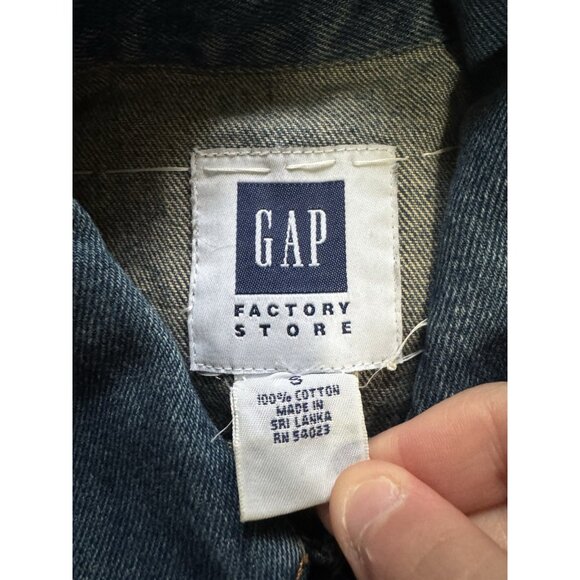 GAP
FACTORY
STORE
S
100% COTTON
MADE IN
SRI LANKA
RN 54023